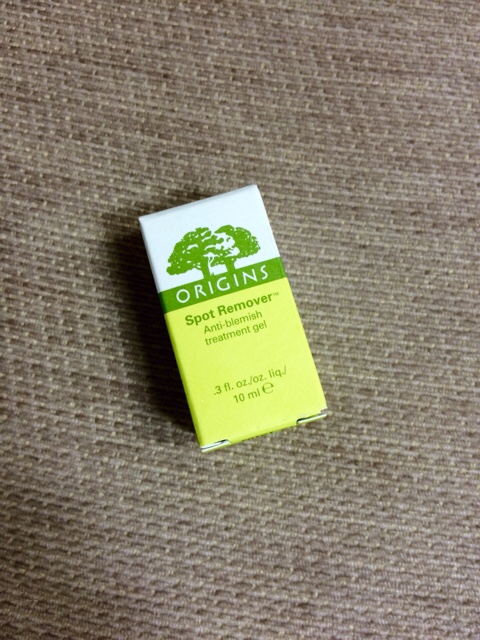 ORIGINS
Spot Remover™
Anti-blemish
treatment gel
.3 fl. oz./oz. liq./
10 ml ℮